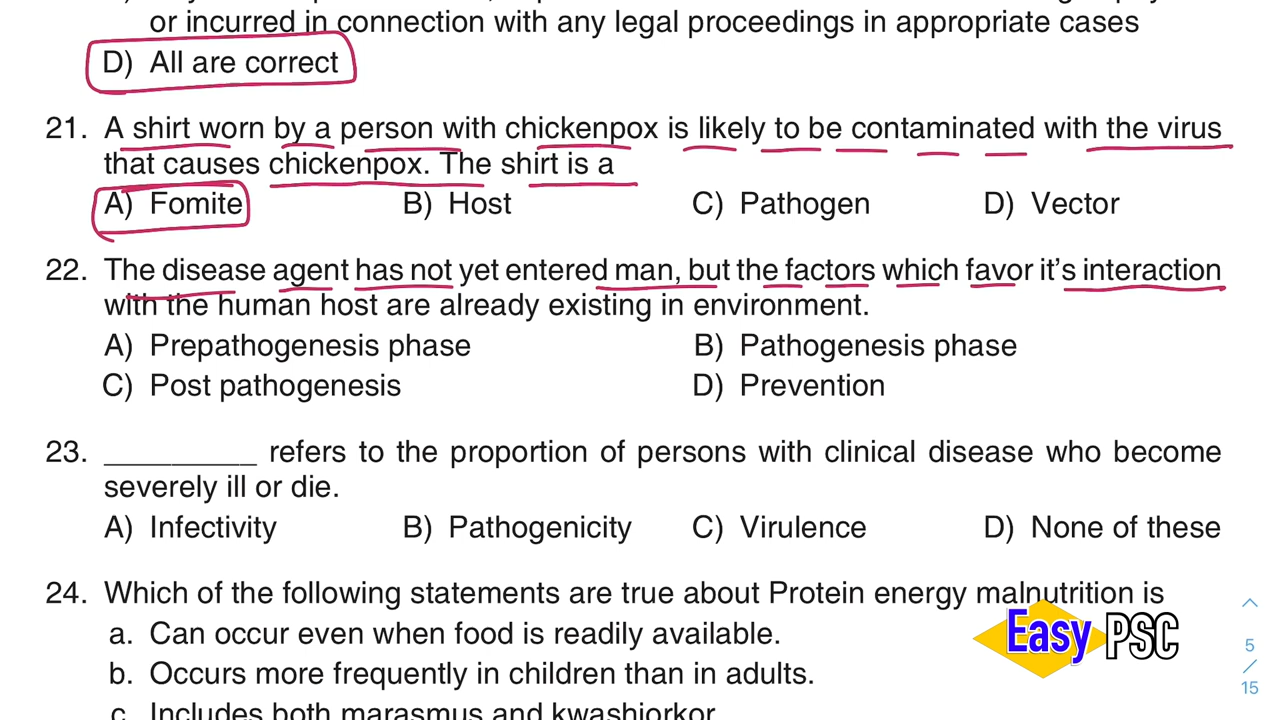 or incurred in connection with any legal proceedings in appropriate cases
D) All are correct
21. A shirt worn by a person with chickenpox is likely to be contaminated with the virus
that causes chickenpox. The shirt is a
A) Fomite B) Host C) Pathogen D) Vector
22. The disease agent has not yet entered man, but the factors which favor it’s interaction
with the human host are already existing in environment.
A) Prepathogenesis phase B) Pathogenesis phase
C) Post pathogenesis D) Prevention
23. _________ refers to the proportion of persons with clinical disease who become
severely ill or die.
A) Infectivity B) Pathogenicity C) Virulence D) None of these
24. Which of the following statements are true about Protein energy malnutrition is
a. Can occur even when food is readily available.
b. Occurs more frequently in children than in adults.
c. Includes both marasmus and kwashiorkor
Easy PSC
5
/
15